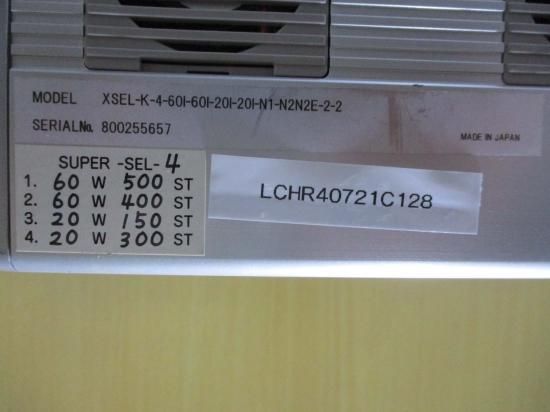 MODEL XSEL-K-4-60I-60I-20I-20I-N1-N2N2E-2-2
SERIALNo. 800255657
MADE IN JAPAN
SUPER -SEL-4
1. 60 W 500 ST
2. 60 W 400 ST
3. 20 W 150 ST
4. 20 W 300 ST
LCHR40721C128